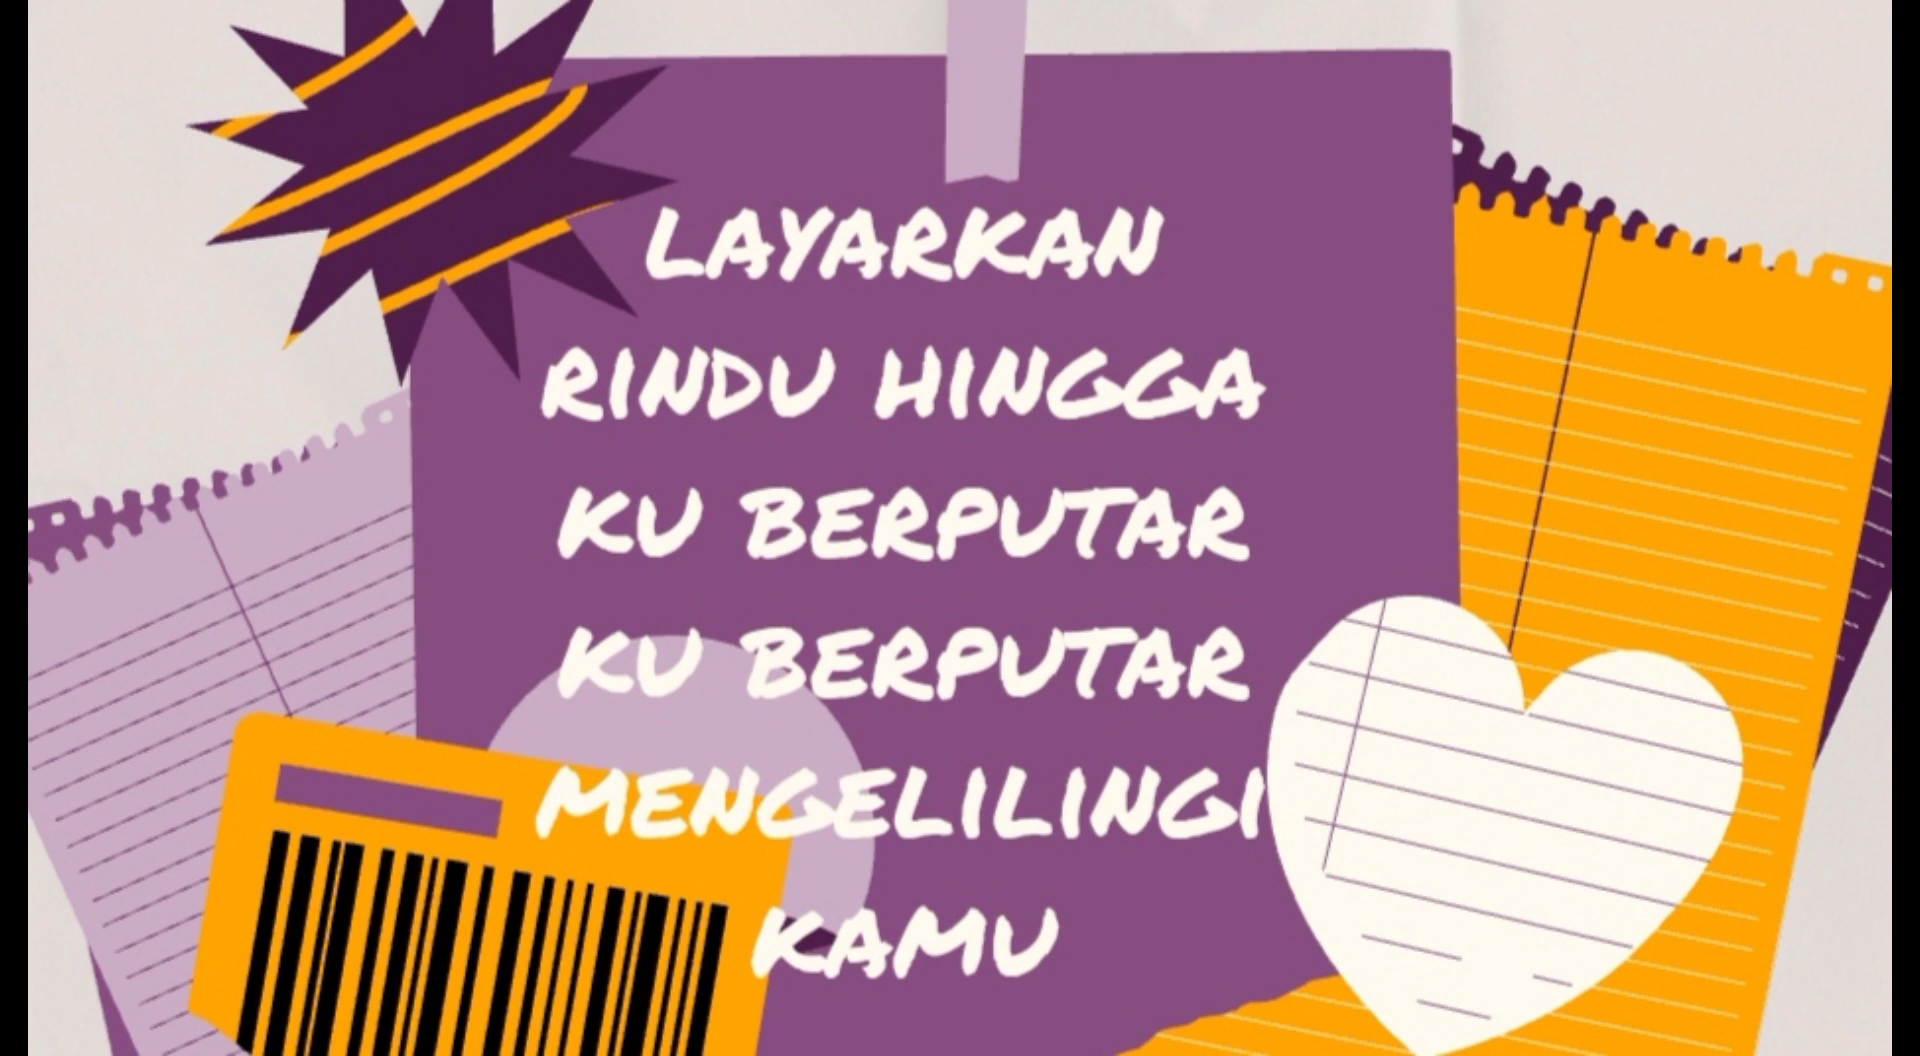 LAYARKAN
RINDU HINGGA
KU BERPUTAR
KU BERPUTAR
MENGELILINGI
KAMU